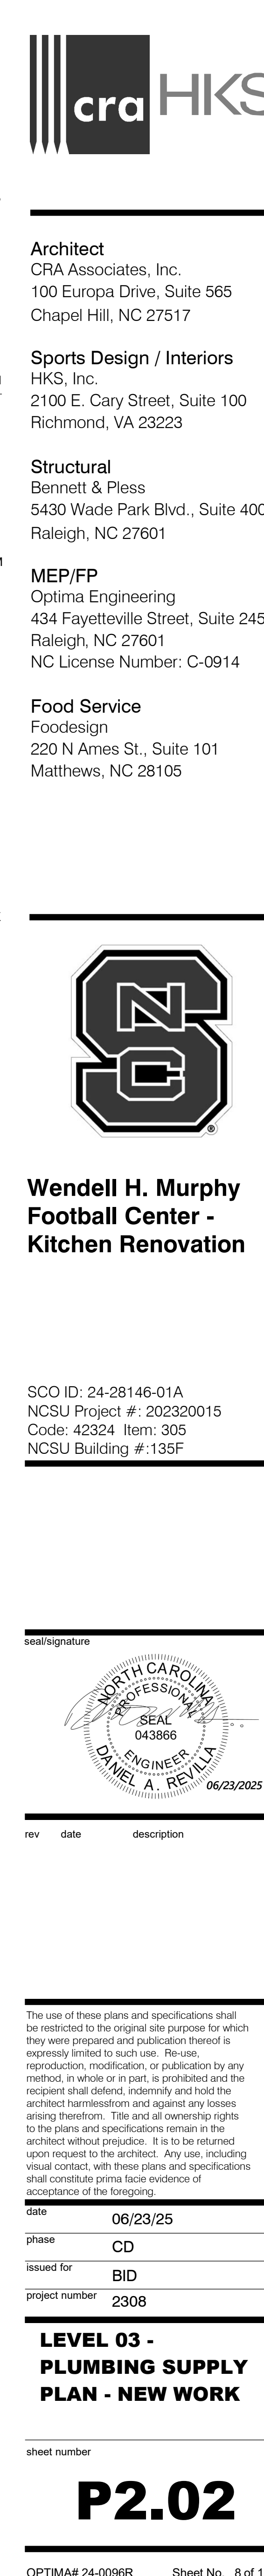 cra HKS
Architect
CRA Associates, Inc.
100 Europa Drive, Suite 565
Chapel Hill, NC 27517
Sports Design / Interiors
HKS, Inc.
2100 E. Cary Street, Suite 100
Richmond, VA 23223
Structural
Bennett & Pless
5430 Wade Park Blvd., Suite 400
Raleigh, NC 27601
MEP/FP
Optima Engineering
434 Fayetteville Street, Suite 245
Raleigh, NC 27601
NC License Number: C-0914
Food Service
Foodesign
220 N Ames St., Suite 101
Matthews, NC 28105
NCS
®
Wendell H. Murphy
Football Center -
Kitchen Renovation
SCO ID: 24-28146-01A
NCSU Project #: 202320015
Code: 42324 Item: 305
NCSU Building #:135F
seal/signature
NORTH CAROLINA
PROFESSIONAL
SEAL
043866
ENGINEER
DANIEL A. REVILLA
06/23/2025
rev date description
The use of these plans and specifications shall
be restricted to the original site purpose for which
they were prepared and publication thereof is
expressly limited to such use. Re-use,
reproduction, modification, or publication by any
method, in whole or in part, is prohibited and the
recipient shall defend, indemnify and hold the
architect harmlessfrom and against any losses
arising therefrom. Title and all ownership rights
to the plans and specifications remain in the
architect without prejudice. It is to be returned
upon request to the architect. Any use, including
visual contact, with these plans and specifications
shall constitute prima facie evidence of
acceptance of the foregoing.
date 06/23/25
phase CD
issued for BID
project number 2308
LEVEL 03 -
PLUMBING SUPPLY
PLAN - NEW WORK
sheet number
P2.02
OPTIMA# 24-0096R Sheet No. 8 of 1